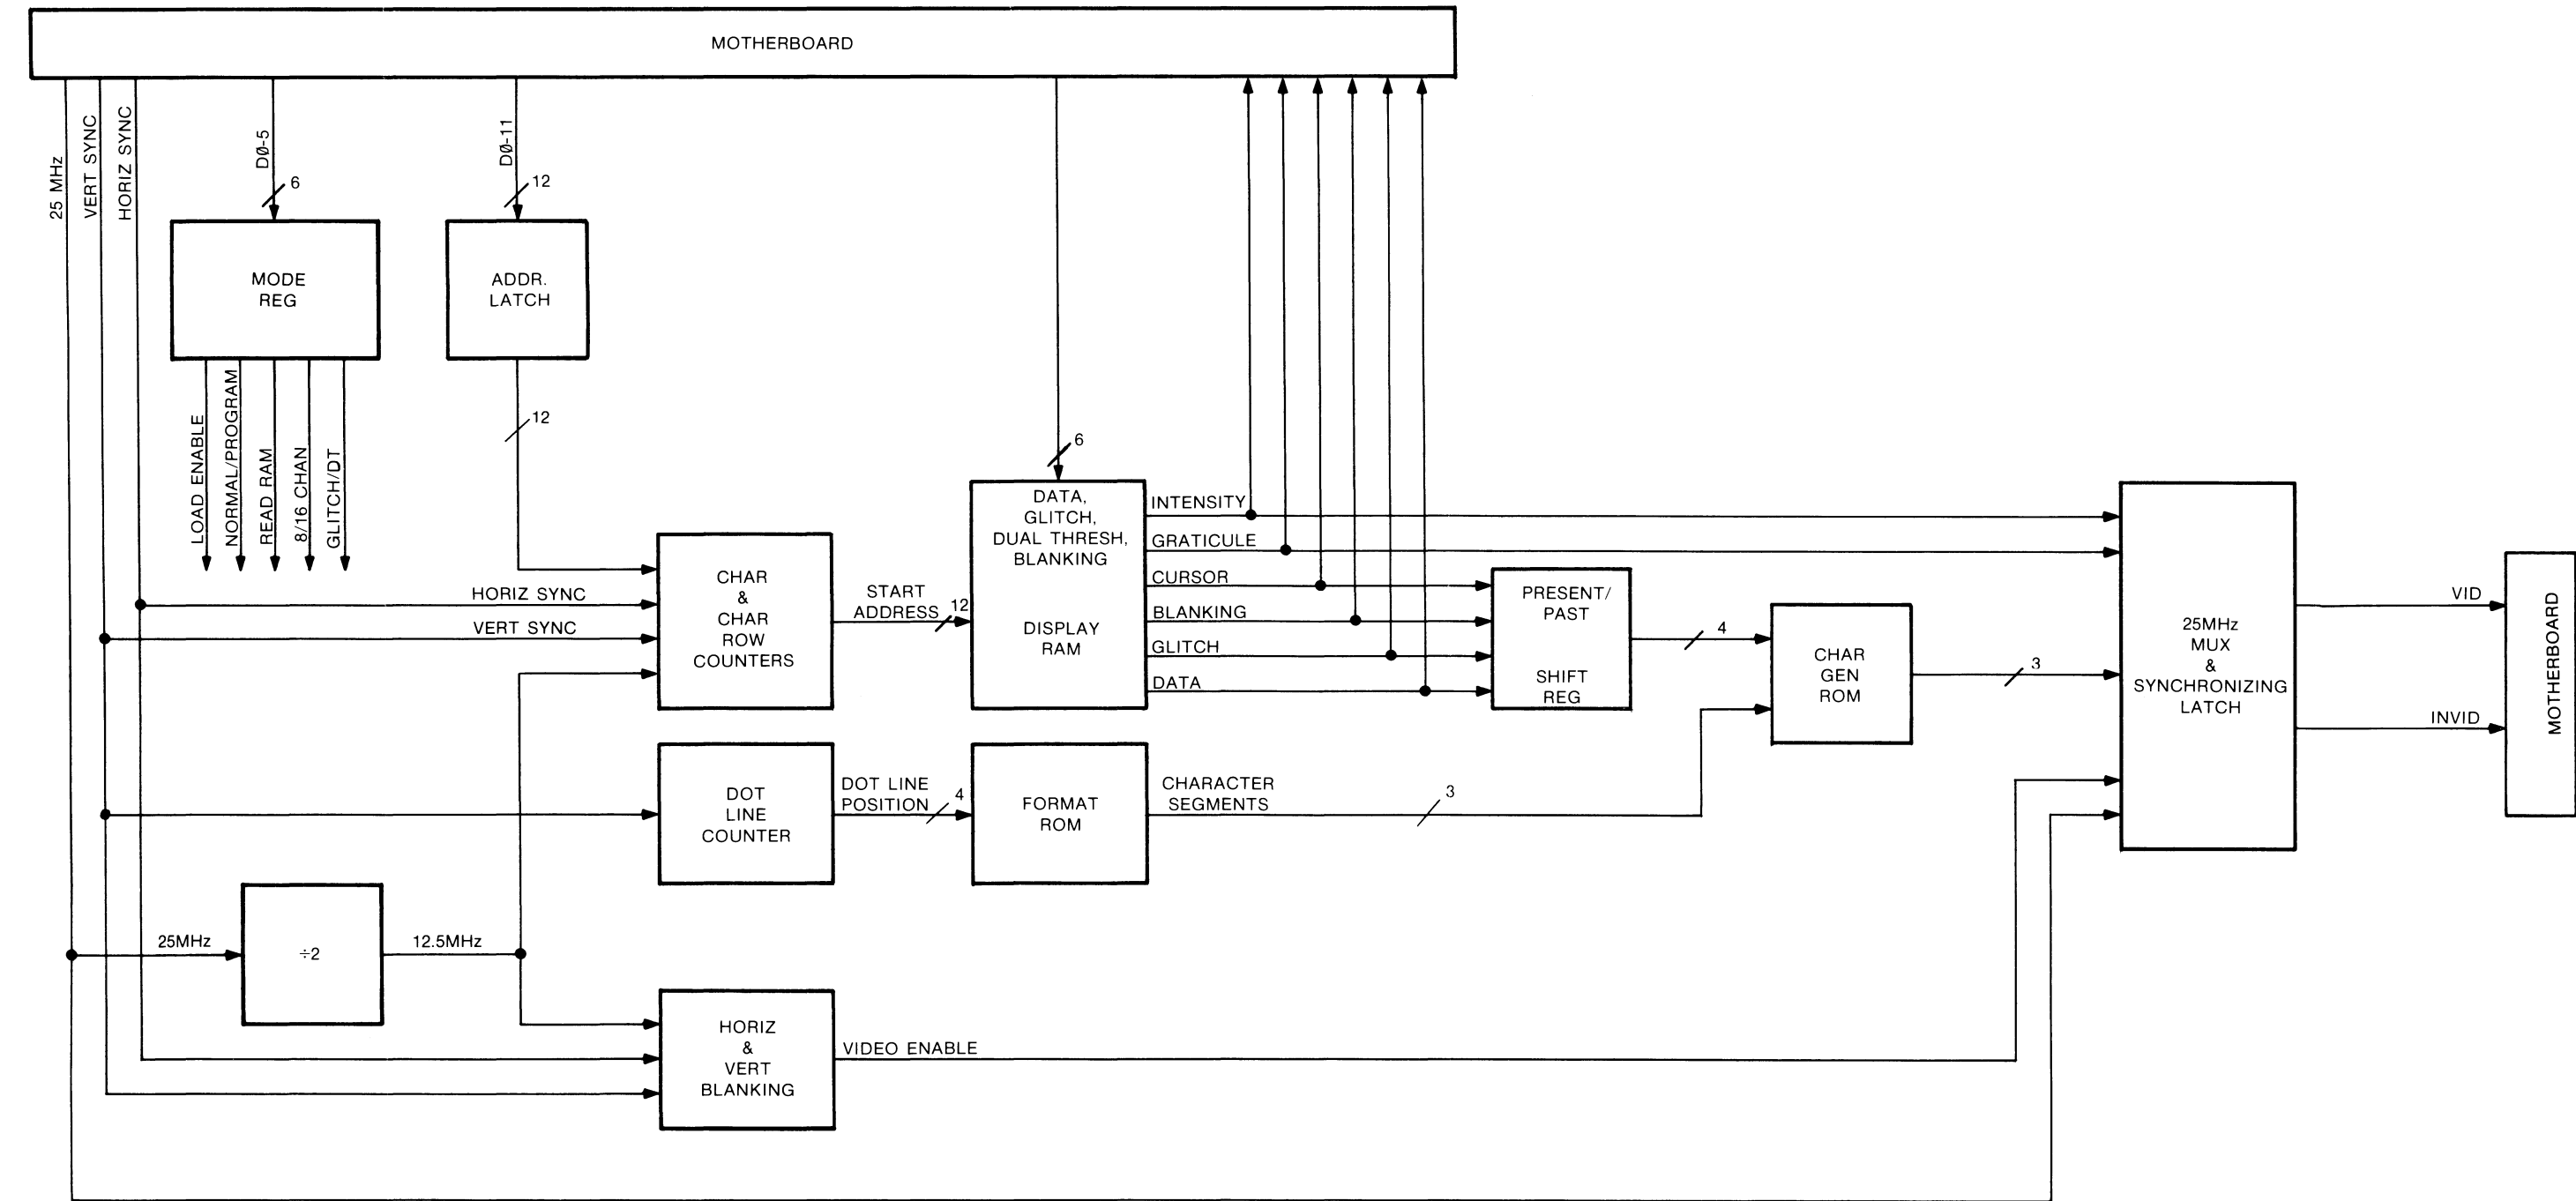 MOTHERBOARD
25 MHz
VERT SYNC
HORIZ SYNC
DØ-5
6
DØ-11
12
MODE
REG
ADDR.
LATCH
LOAD ENABLE
NORMAL/PROGRAM
READ RAM
8/16 CHAN
GLITCH/DT
12
6
HORIZ SYNC
VERT SYNC
CHAR
&
CHAR
ROW
COUNTERS
START
ADDRESS
12
DATA,
GLITCH,
DUAL THRESH,
BLANKING
DISPLAY
RAM
INTENSITY
GRATICULE
CURSOR
BLANKING
GLITCH
DATA
PRESENT/
PAST
SHIFT
REG
4
CHAR
GEN
ROM
3
25MHz
MUX
&
SYNCHRONIZING
LATCH
VID
INVID
MOTHERBOARD
DOT
LINE
COUNTER
DOT LINE
POSITION
4
FORMAT
ROM
CHARACTER
SEGMENTS
3
25MHz
÷2
12.5MHz
HORIZ
&
VERT
BLANKING
VIDEO ENABLE